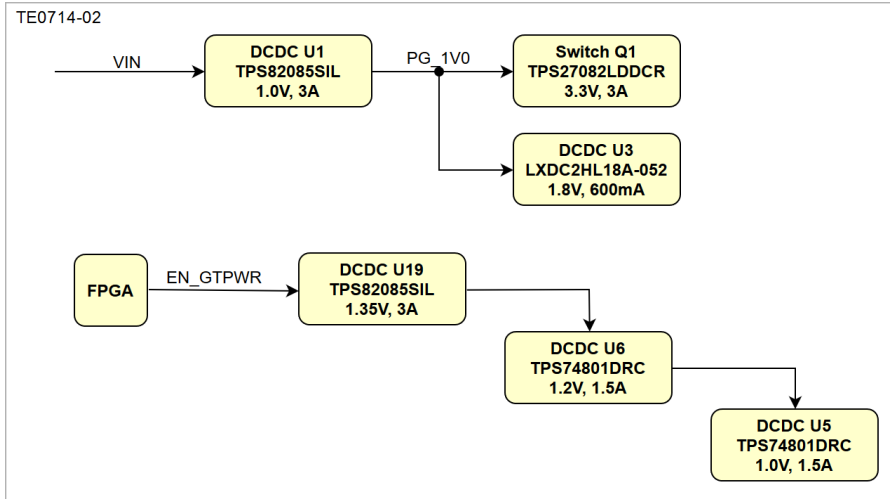 TE0714-02
VIN
DCDC U1
TPS82085SIL
1.0V, 3A
PG_1V0
Switch Q1
TPS27082LDDCR
3.3V, 3A
DCDC U3
LXDC2HL18A-052
1.8V, 600mA
FPGA
EN_GTPWR
DCDC U19
TPS82085SIL
1.35V, 3A
DCDC U6
TPS74801DRC
1.2V, 1.5A
DCDC U5
TPS74801DRC
1.0V, 1.5A